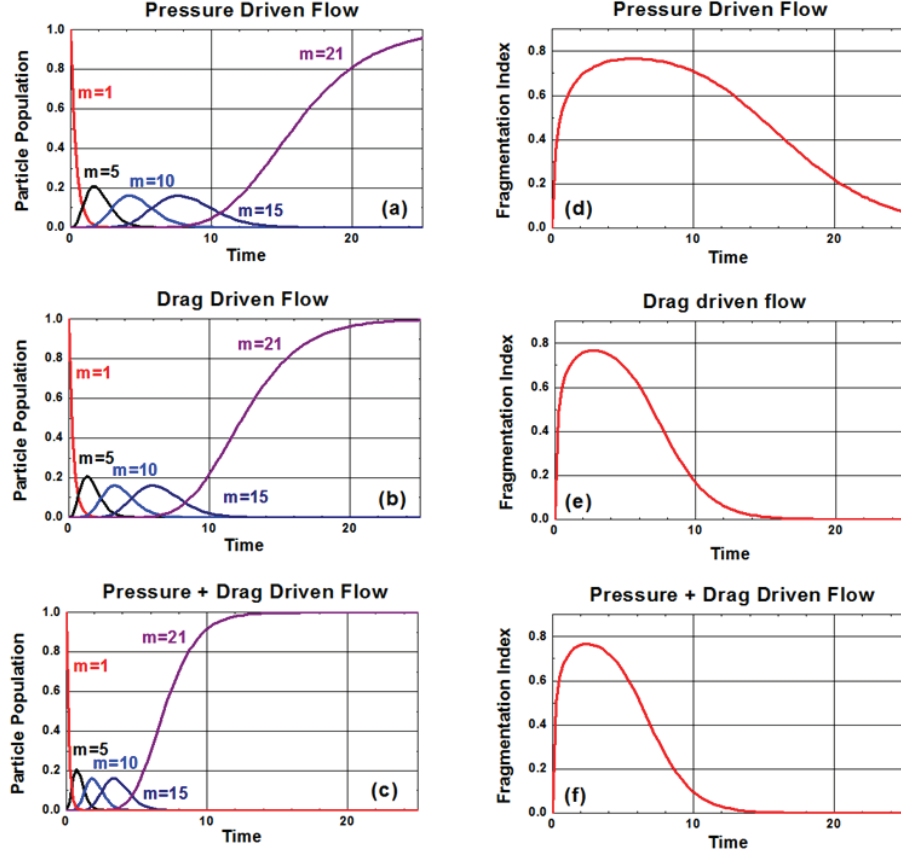 Pressure Driven Flow
1.0
0.8
0.6
0.4
0.2
0.0
Particle Population
m=1
m=5
m=10
m=15
m=21
(a)
0
10
20
Time
Pressure Driven Flow
0.8
0.6
0.4
0.2
0.0
Fragmentation Index
(d)
0
10
20
Time
Drag Driven Flow
1.0
0.8
0.6
0.4
0.2
0.0
Particle Population
m=1
m=5
m=10
m=15
m=21
(b)
0
10
20
Time
Drag driven flow
0.8
0.6
0.4
0.2
0.0
Fragmentation Index
(e)
0
10
20
Time
Pressure + Drag Driven Flow
1.0
0.8
0.6
0.4
0.2
0.0
Particle Population
m=1
m=5
m=10
m=15
m=21
(c)
0
10
20
Time
Pressure + Drag Driven Flow
0.8
0.6
0.4
0.2
0.0
Fragmentation Index
(f)
0
10
20
Time